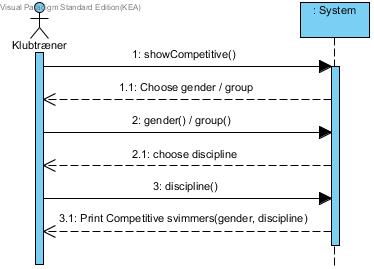 Visual Paradigm Standard Edition(KEA)
: System
Klubtræner
1: showCompetitive()
1.1: Choose gender / group
2: gender() / group()
2.1: choose discipline
3: discipline()
3.1: Print Competitive svimmers(gender, discipline)